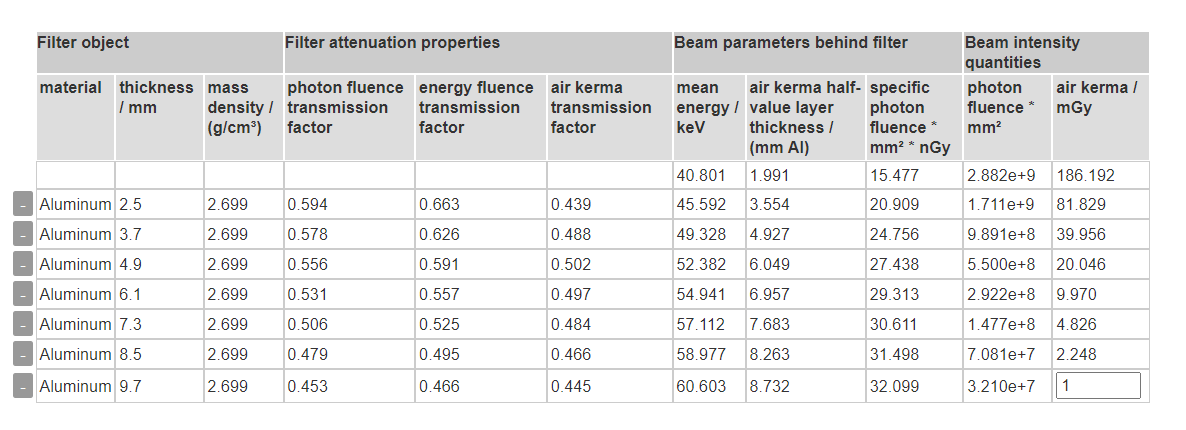 Filter object Filter attenuation properties Beam parameters behind filter Beam intensity
quantities
material thickness mass photon fluence energy fluence air kerma mean air kerma half- specific photon air kerma /
/ mm density / transmission transmission transmission energy / value layer photon fluence * mGy
(g/cm³) factor factor factor keV thickness / fluence * mm²
(mm Al) mm² * nGy
40.801 1.991 15.477 2.882e+9 186.192
- Aluminum 2.5 2.699 0.594 0.663 0.439 45.592 3.554 20.909 1.711e+9 81.829
- Aluminum 3.7 2.699 0.578 0.626 0.488 49.328 4.927 24.756 9.891e+8 39.956
- Aluminum 4.9 2.699 0.556 0.591 0.502 52.382 6.049 27.438 5.500e+8 20.046
- Aluminum 6.1 2.699 0.531 0.557 0.497 54.941 6.957 29.313 2.922e+8 9.970
- Aluminum 7.3 2.699 0.506 0.525 0.484 57.112 7.683 30.611 1.477e+8 4.826
- Aluminum 8.5 2.699 0.479 0.495 0.466 58.977 8.263 31.498 7.081e+7 2.248
- Aluminum 9.7 2.699 0.453 0.466 0.445 60.603 8.732 32.099 3.210e+7 1